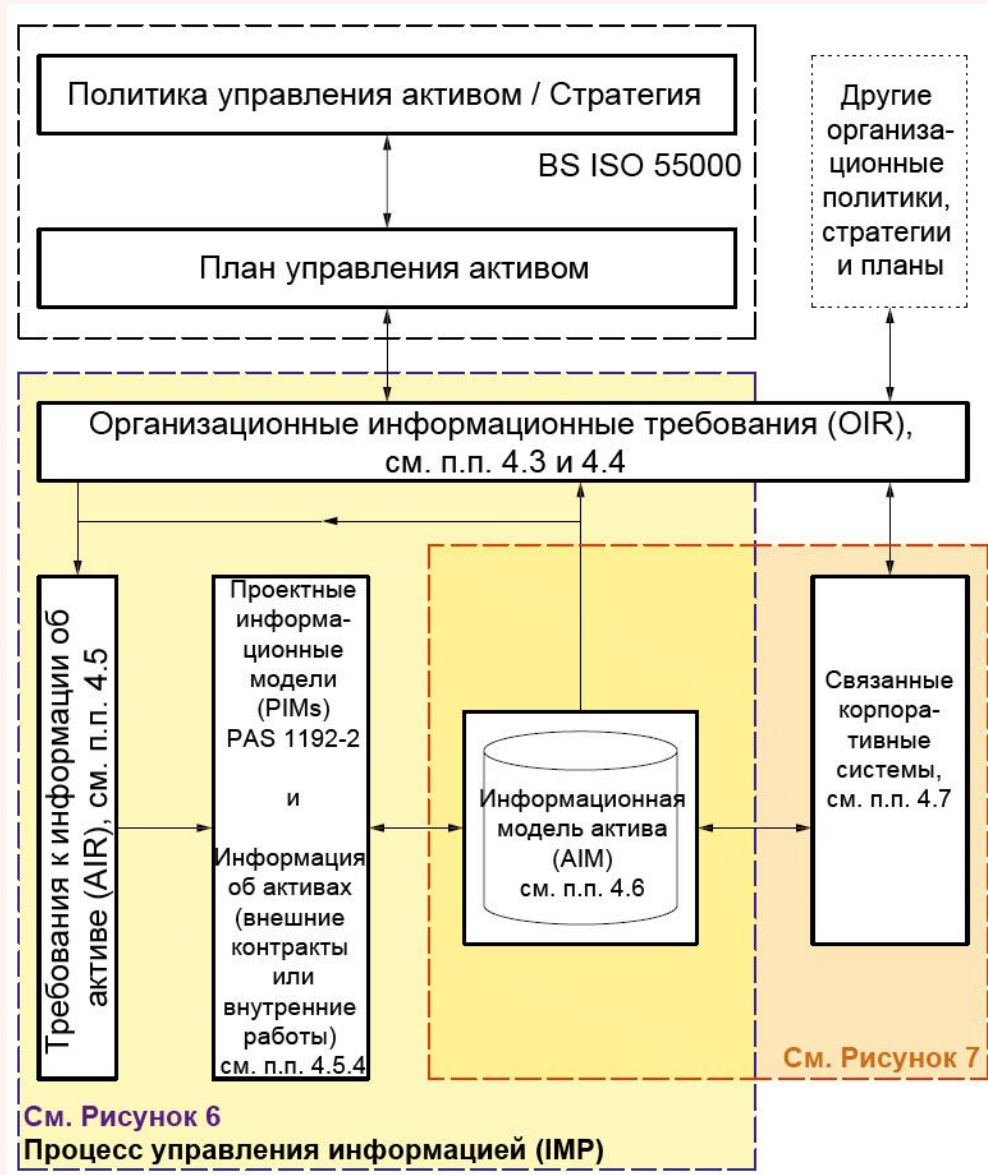 Политика управления активом / Стратегия
BS ISO 55000
План управления активом
Другие
организа-
ционные
политики,
стратегии
и планы
Организационные информационные требования (OIR),
см. п.п. 4.3 и 4.4
Требования к информации об
активе (AIR), см. п.п. 4.5
Проектные
информа-
ционные
модели
(PIMs)
PAS 1192-2
и
Информация
об активах
(внешние
контракты
или
внутренние
работы)
см. п.п. 4.5.4
Информационная
модель актива
(AIM)
см. п.п. 4.6
Связанные
корпора-
тивные
системы,
см. п.п. 4.7
См. Рисунок 7
См. Рисунок 6
Процесс управления информацией (IMP)